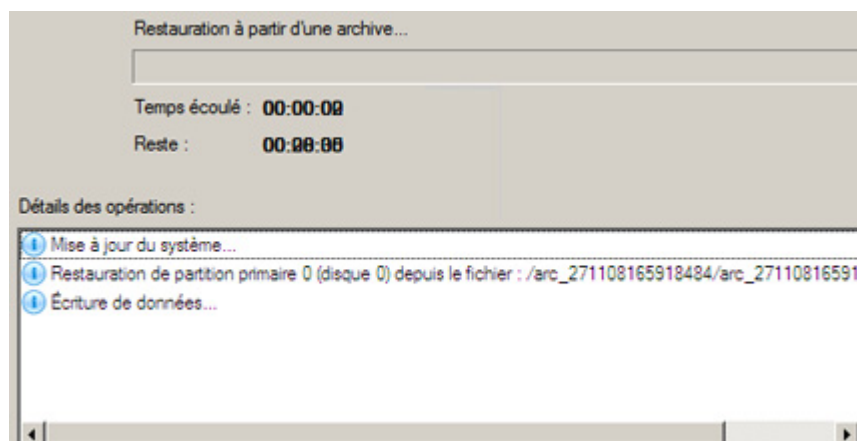 Restauration à partir d'une archive...
Temps écoulé :
Reste :
Détails des opérations :
Mise à jour du système...
Restauration de partition primaire 0 (disque 0) depuis le fichier : /arc_271108165918484/arc_27110816591
Écriture de données...